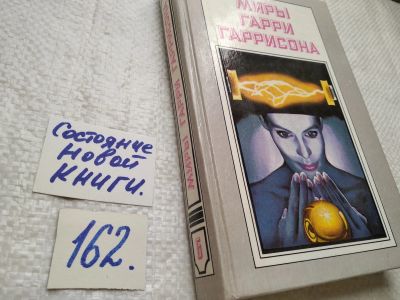 МИРЫ
ГАРРИ
ГАРРИСОНА
Состояние
новой
КНИГИ.
162.